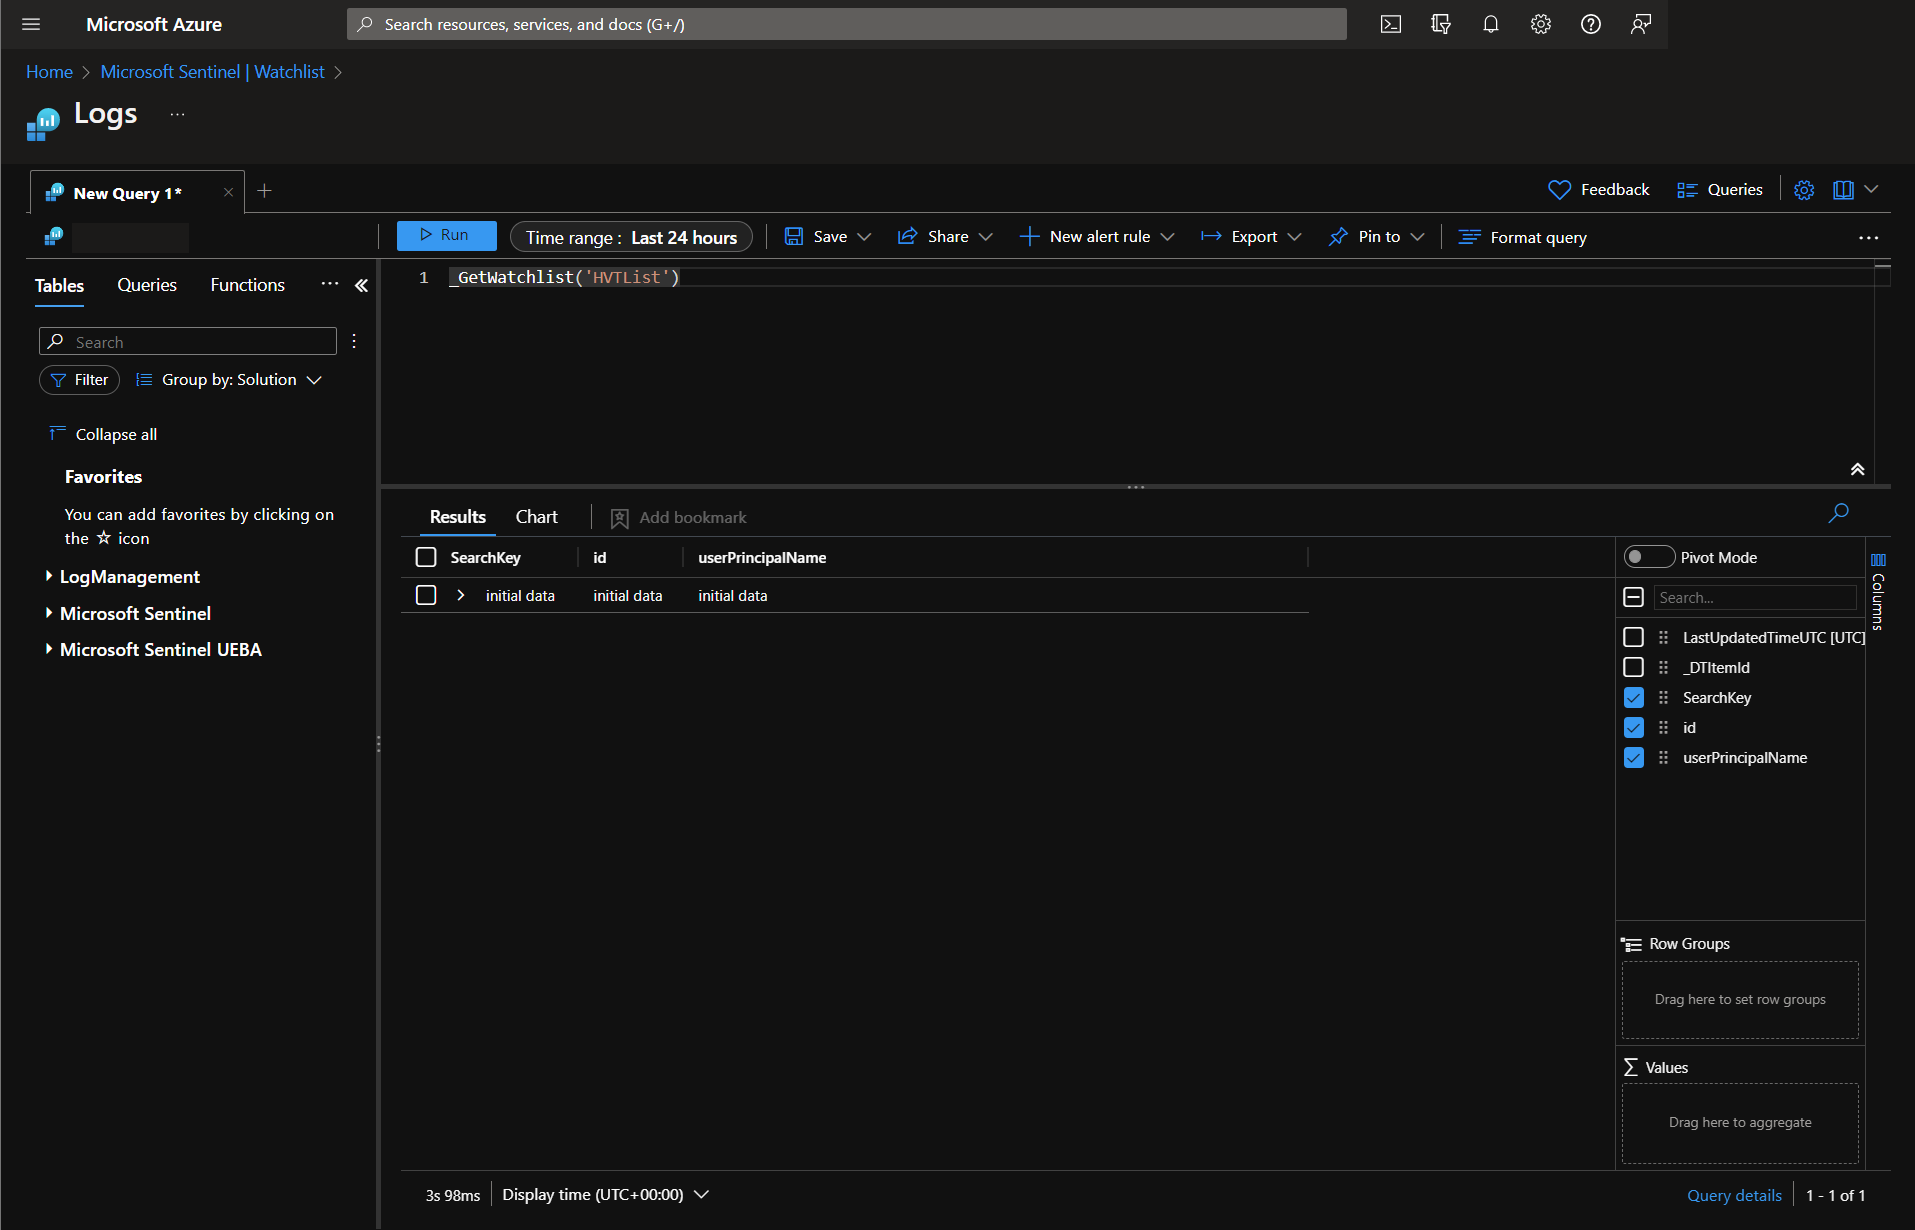 Microsoft Azure
Search resources, services, and docs (G+/)
Home > Microsoft Sentinel | Watchlist >
Logs ...
New Query 1*
Feedback
Queries
Run
Time range : Last 24 hours
Save
Share
New alert rule
Export
Pin to
Format query
Tables
Queries
Functions
1 _GetWatchlist('HVTList')
Search
Filter
Group by: Solution
Collapse all
Favorites
You can add favorites by clicking on
the ☆ icon
LogManagement
Microsoft Sentinel
Microsoft Sentinel UEBA
Results
Chart
Add bookmark
SearchKey id userPrincipalName
initial data initial data initial data
Pivot Mode
Search...
LastUpdatedTimeUTC [UTC]
_DTItemId
SearchKey
id
userPrincipalName
Columns
Row Groups
Drag here to set row groups
Values
Drag here to aggregate
3s 98ms
Display time (UTC+00:00)
Query details
1 - 1 of 1